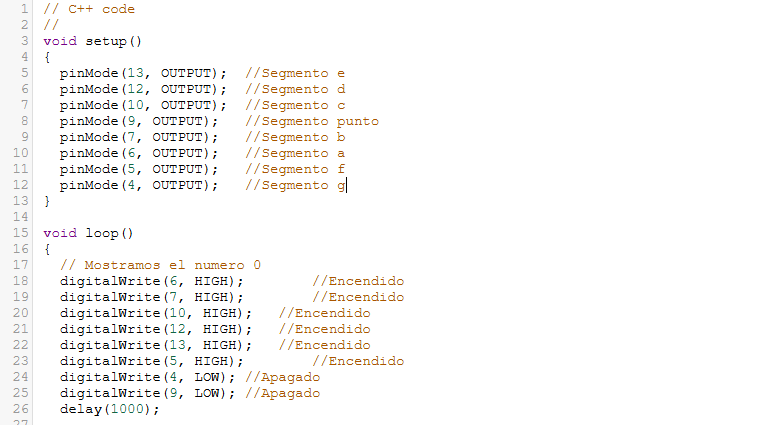 1 // C++ code
2 //
3 void setup()
4 {
5   pinMode(13, OUTPUT);  //Segmento e
6   pinMode(12, OUTPUT);  //Segmento d
7   pinMode(10, OUTPUT);  //Segmento c
8   pinMode(9, OUTPUT);   //Segmento punto
9   pinMode(7, OUTPUT);   //Segmento b
10   pinMode(6, OUTPUT);   //Segmento a
11   pinMode(5, OUTPUT);   //Segmento f
12   pinMode(4, OUTPUT);   //Segmento g
13 }
14
15 void loop()
16 {
17   // Mostramos el numero 0
18   digitalWrite(6, HIGH);        //Encendido
19   digitalWrite(7, HIGH);        //Encendido
20   digitalWrite(10, HIGH);   //Encendido
21   digitalWrite(12, HIGH);   //Encendido
22   digitalWrite(13, HIGH);   //Encendido
23   digitalWrite(5, HIGH);        //Encendido
24   digitalWrite(4, LOW); //Apagado
25   digitalWrite(9, LOW); //Apagado
26   delay(1000);
27